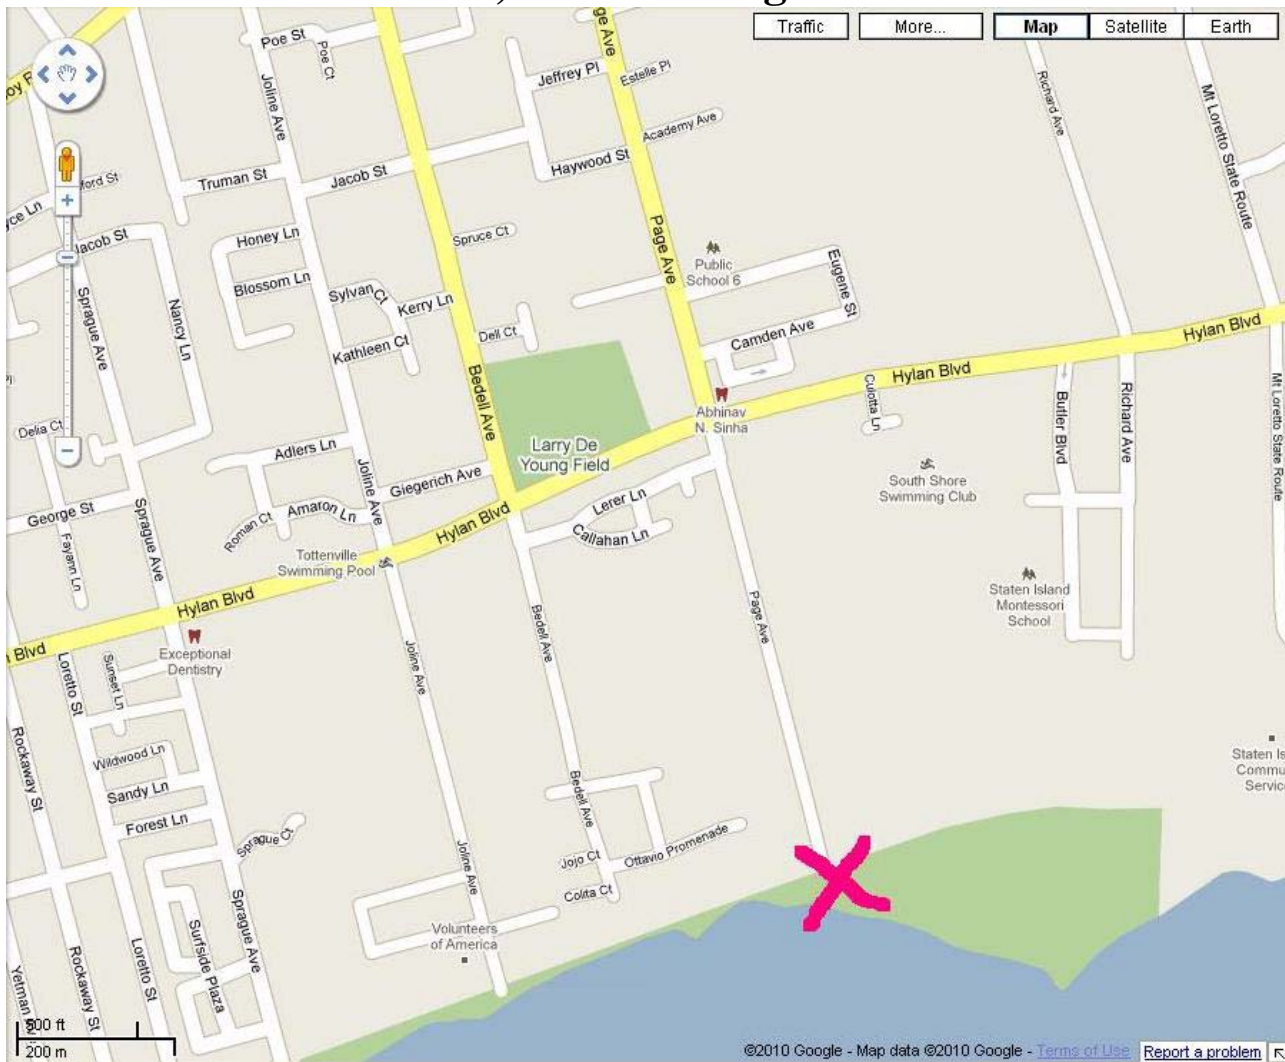 Traffic
More...
Map
Satellite
Earth
Poe St
Poe Ct
Joline Ave
Jeffrey Pl
Estelle Pl
Academy Ave
Haywood St
Richard Ave
Mt Loretto State Route
Truman St
Jacob St
Page Ave
Honey Ln
Spruce Ct
Public
School 6
Eugene St
Jacob St
Blossom Ln
Sylvan Ct
Kerry Ln
Sprague Ave
Nancy Ln
Kathleen Ct
Dell Ct
Camden Ave
Hylan Blvd
Hylan Blvd
Bedell Ave
Abhinav
N. Sinha
Culotta Ln
Butler Blvd
Richard Ave
Mt Loretto State Route
Delia Ct
Adlers Ln
Joline Ave
Giegerich Ave
Larry De
Young Field
South Shore
Swimming Club
George St
Sprague Ave
Roman Ct
Amaron Ln
Hylan Blvd
Lerer Ln
Callahan Ln
Fayann Ln
Tottenville
Swimming Pool
Staten Island
Montessori
School
Hylan Blvd
Exceptional
Dentistry
Loretto St
Sunset Ln
Joline Ave
Bedell Ave
Page Ave
Rockaway St
Wildwood Ln
Sandy Ln
Forest Ln
Sprague Ct
Bedell Ave
Joline Ave
Jojo Ct
Ottavio Promenade
Colita Ct
Sprague Ave
Surfside Plaza
Loretto St
Rockaway St
Volunteers
of America
500 ft
200 m
©2010 Google - Map data ©2010 Google - Terms of Use
Report a problem